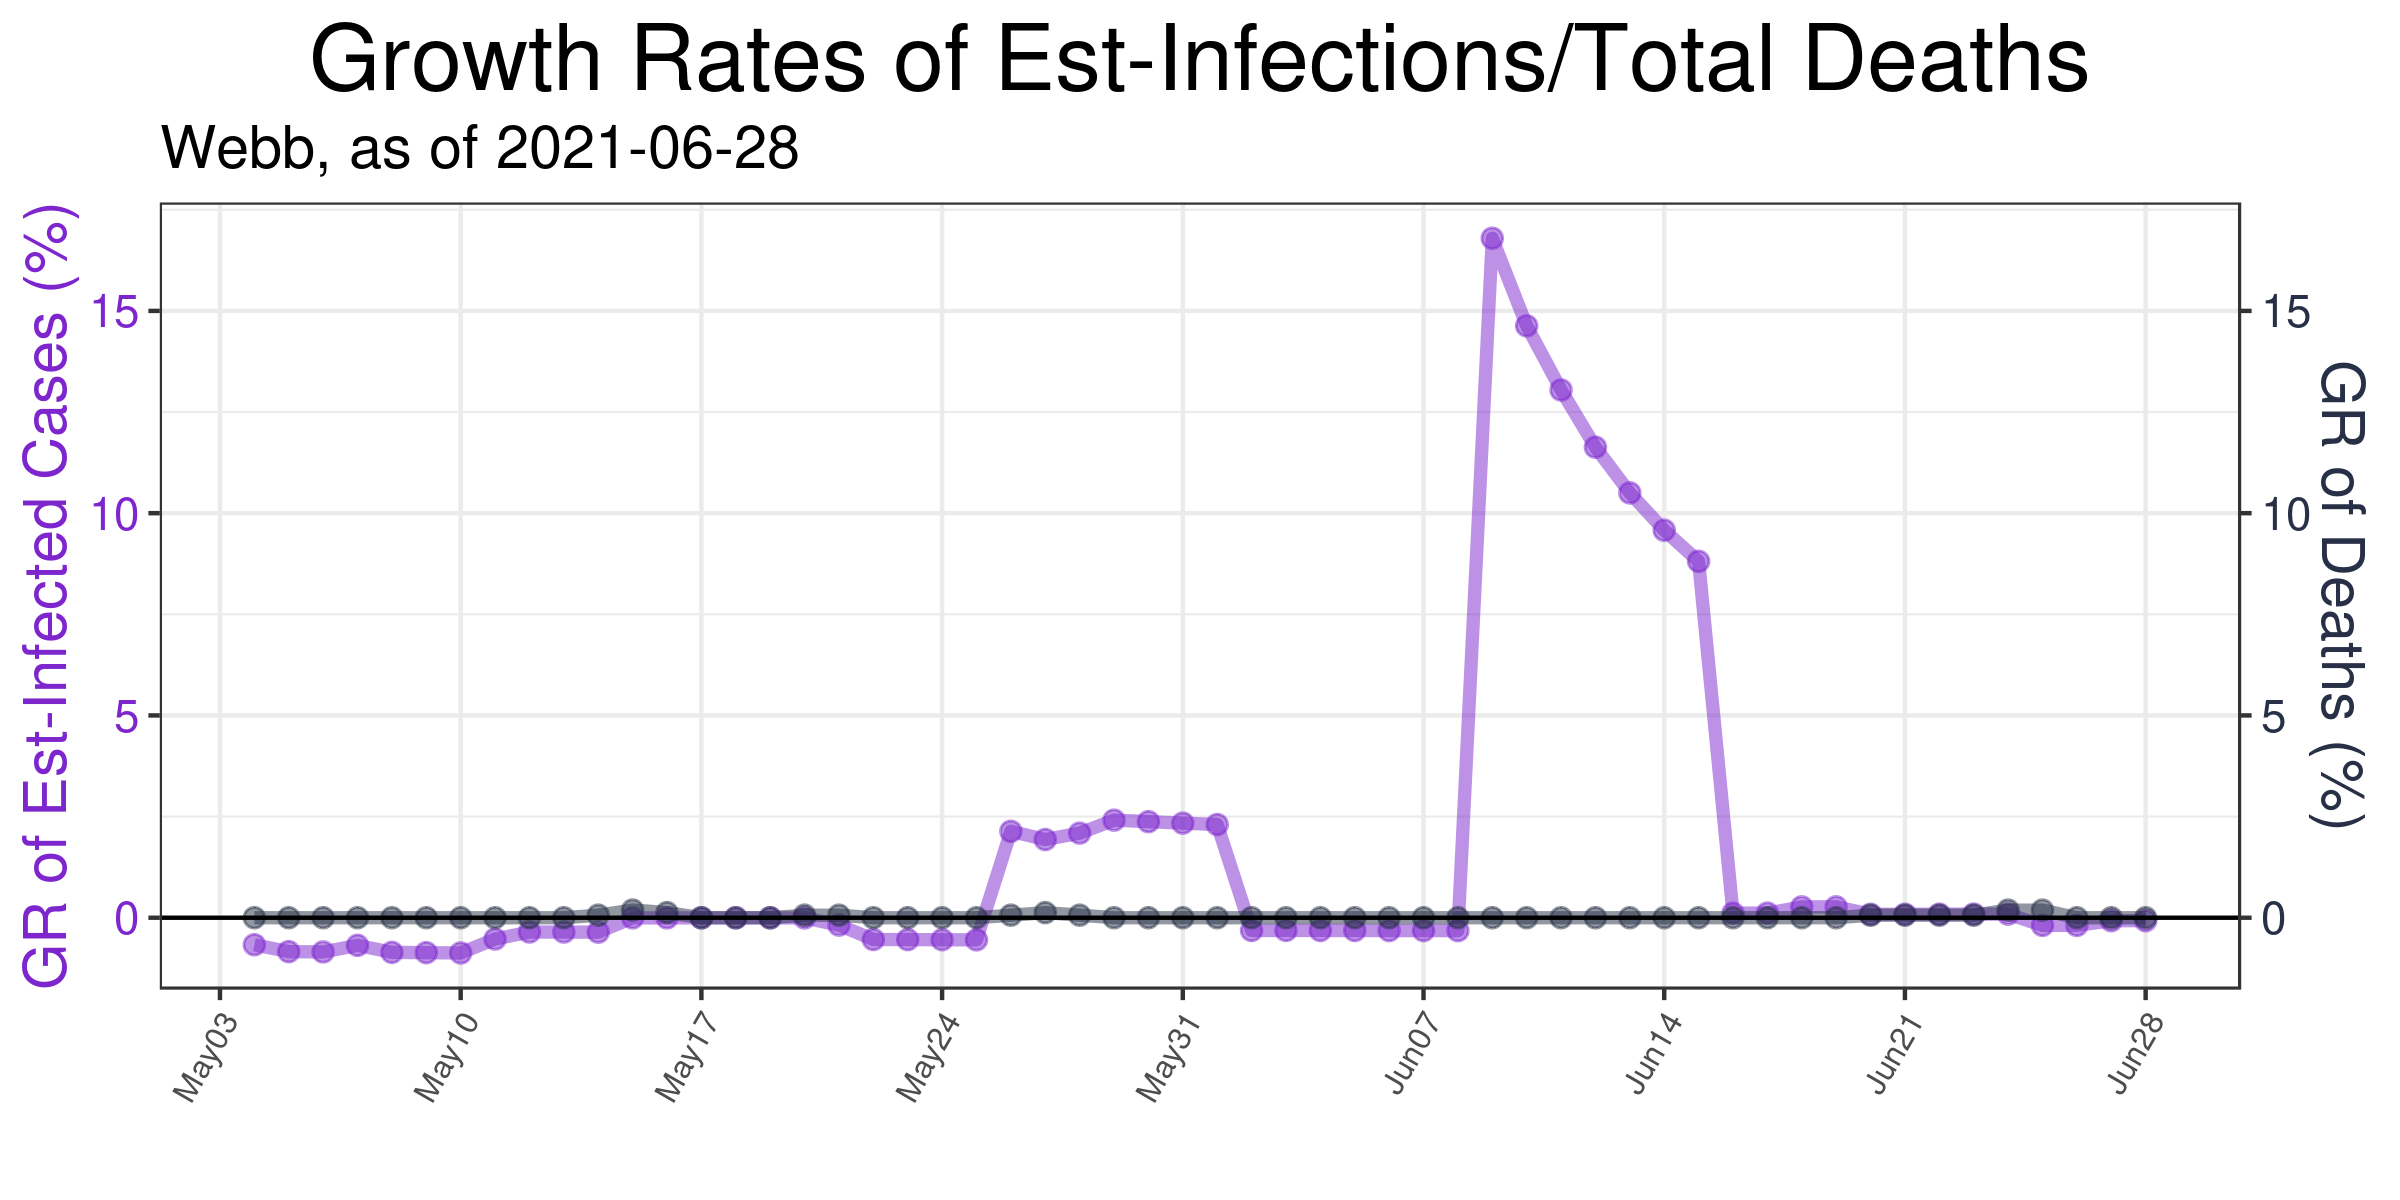 Growth Rates of Est-Infections/Total Deaths
Webb, as of 2021-06-28
GR of Est-Infected Cases (%)
15
10
5
0
15
10
5
0
GR of Deaths (%)
May03
May10
May17
May24
May31
Jun07
Jun14
Jun21
Jun28